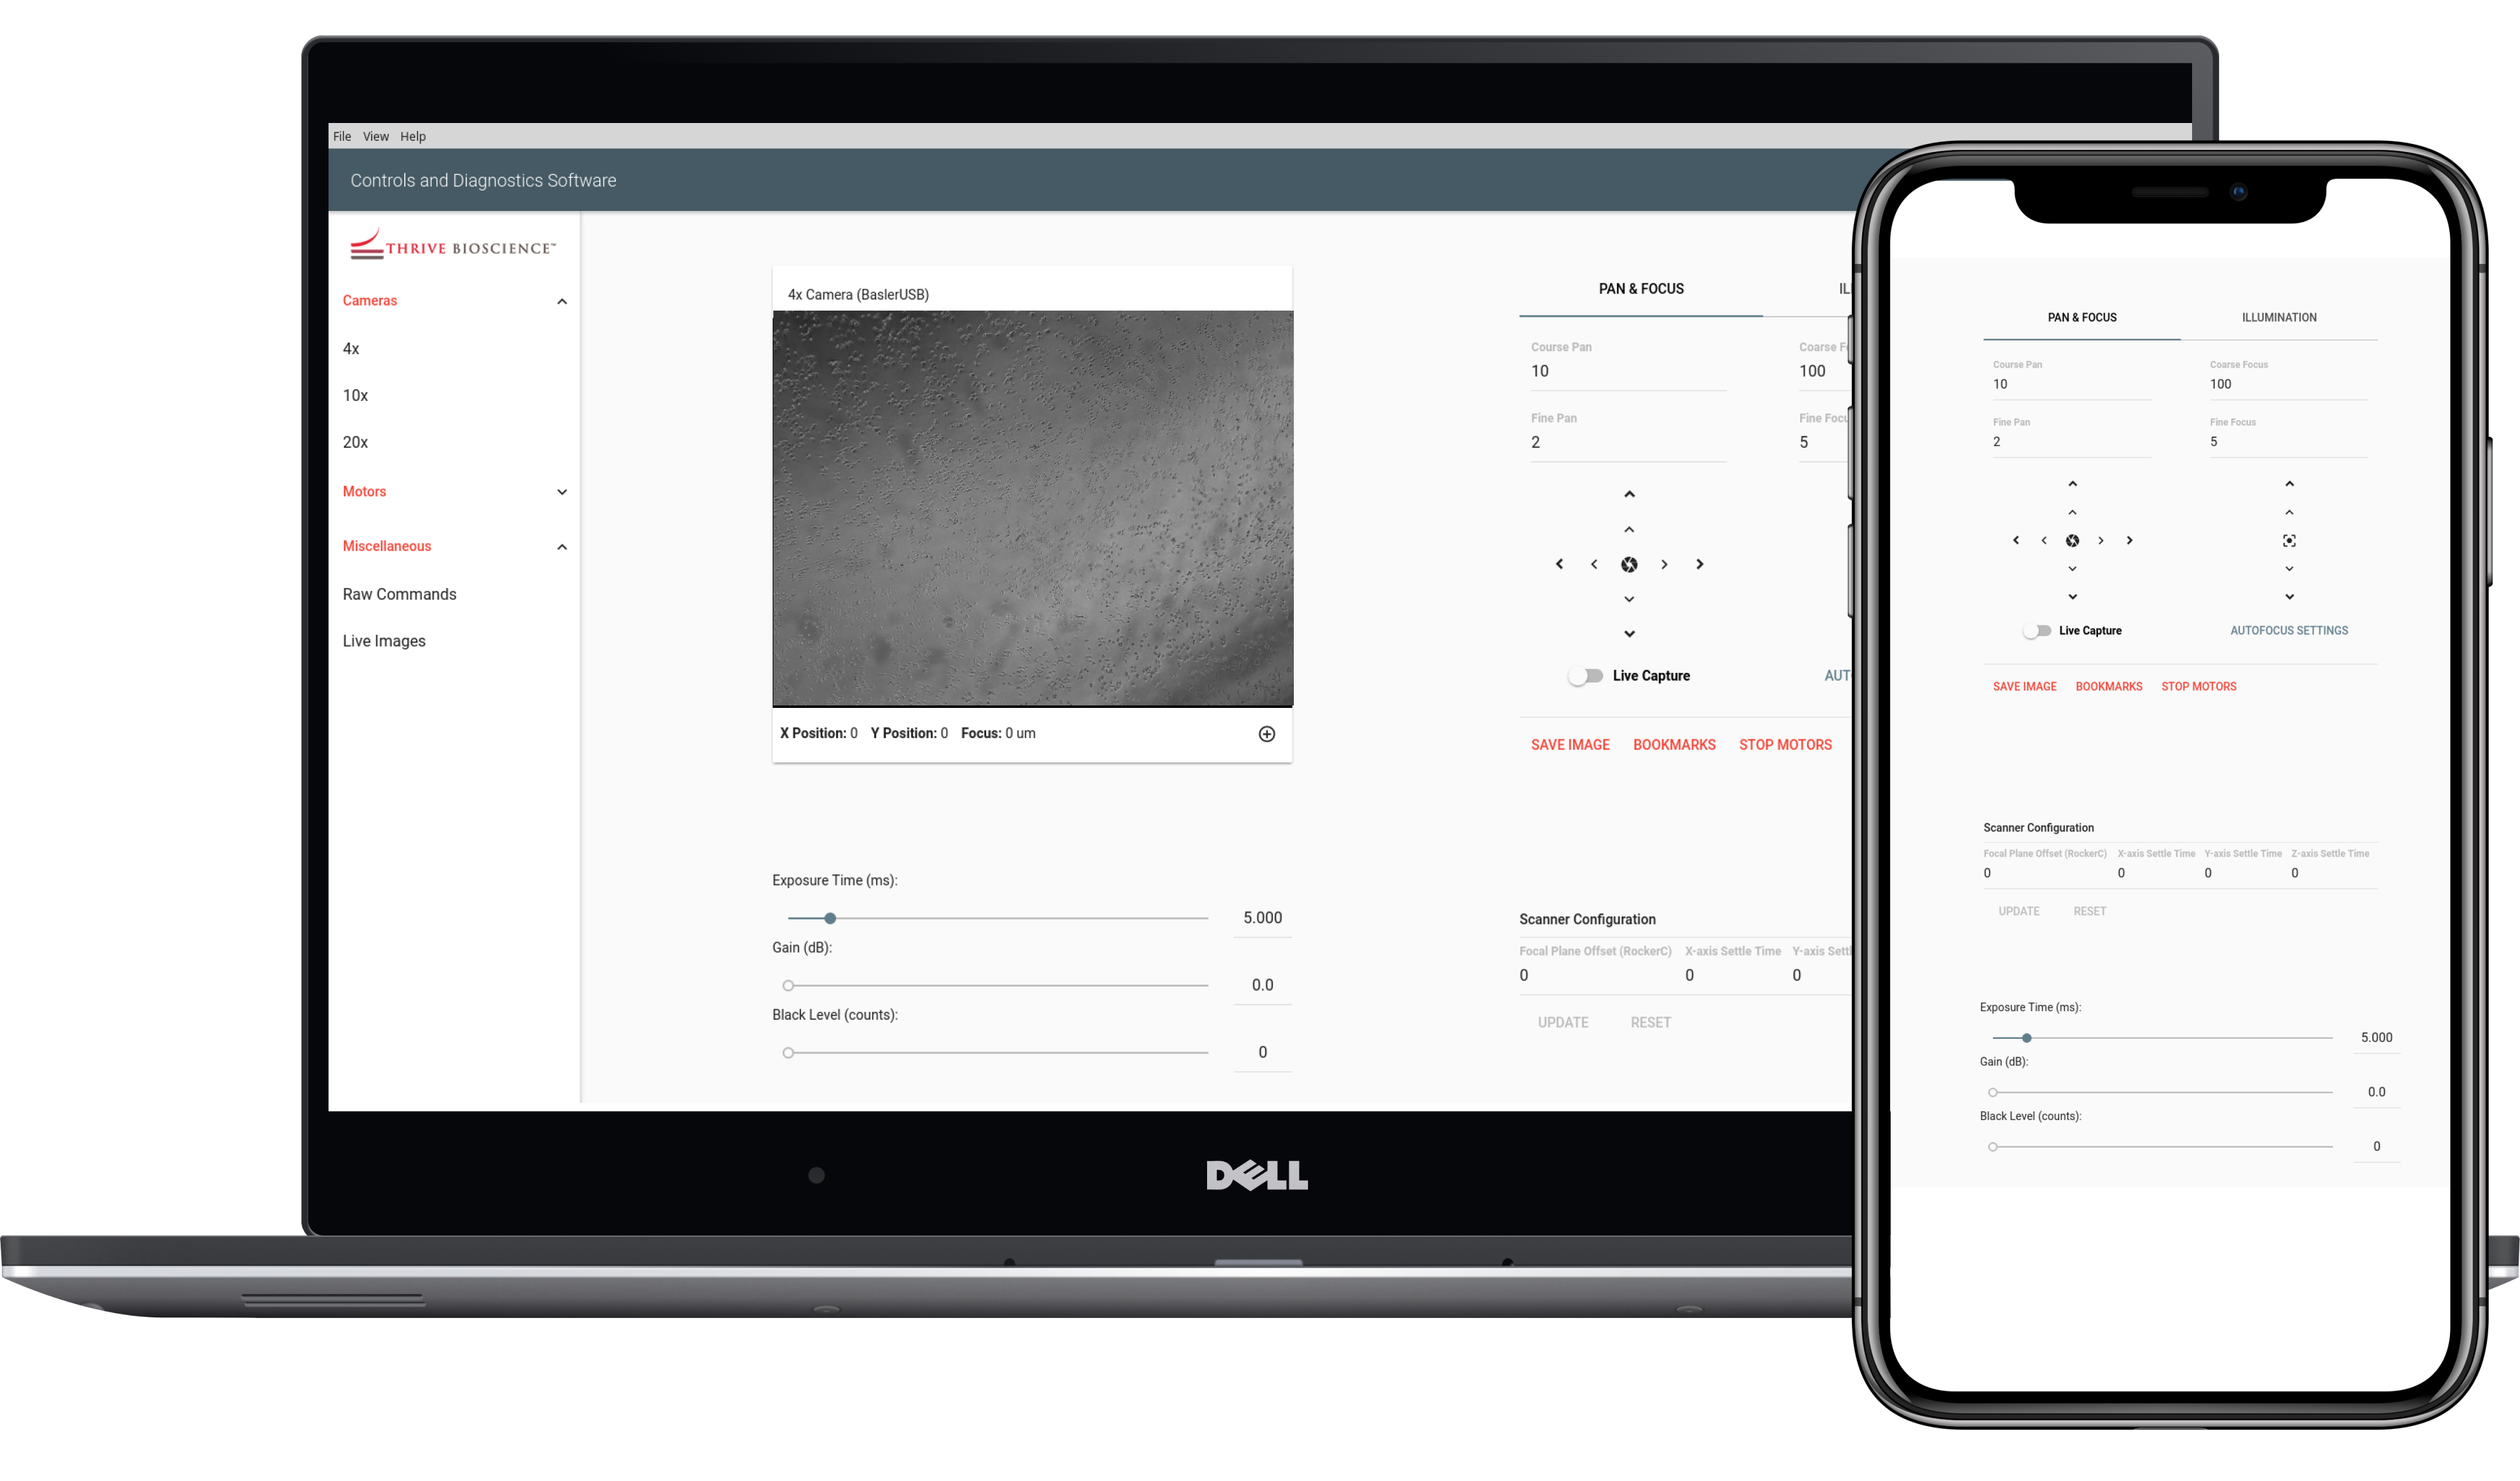 File View Help
Controls and Diagnostics Software
THRIVE BIOSCIENCE™
Cameras
4x
10x
20x
Motors
Miscellaneous
Raw Commands
Live Images
4x Camera (BaslerUSB)
X Position: 0 Y Position: 0 Focus: 0 um
Exposure Time (ms):
5.000
Gain (dB):
0.0
Black Level (counts):
0
PAN & FOCUS IL
Course Pan Coarse F
10 100
Fine Pan Fine Focu
2 5
Live Capture AUT
SAVE IMAGE BOOKMARKS STOP MOTORS
Scanner Configuration
Focal Plane Offset (RockerC) X-axis Settle Time Y-axis Settl
0 0 0
UPDATE RESET
DELL
PAN & FOCUS ILLUMINATION
Course Pan Coarse Focus
10 100
Fine Pan Fine Focus
2 5
Live Capture AUTOFOCUS SETTINGS
SAVE IMAGE BOOKMARKS STOP MOTORS
Scanner Configuration
Focal Plane Offset (RockerC) X-axis Settle Time Y-axis Settle Time Z-axis Settle Time
0 0 0 0
UPDATE RESET
Exposure Time (ms):
5.000
Gain (dB):
0.0
Black Level (counts):
0